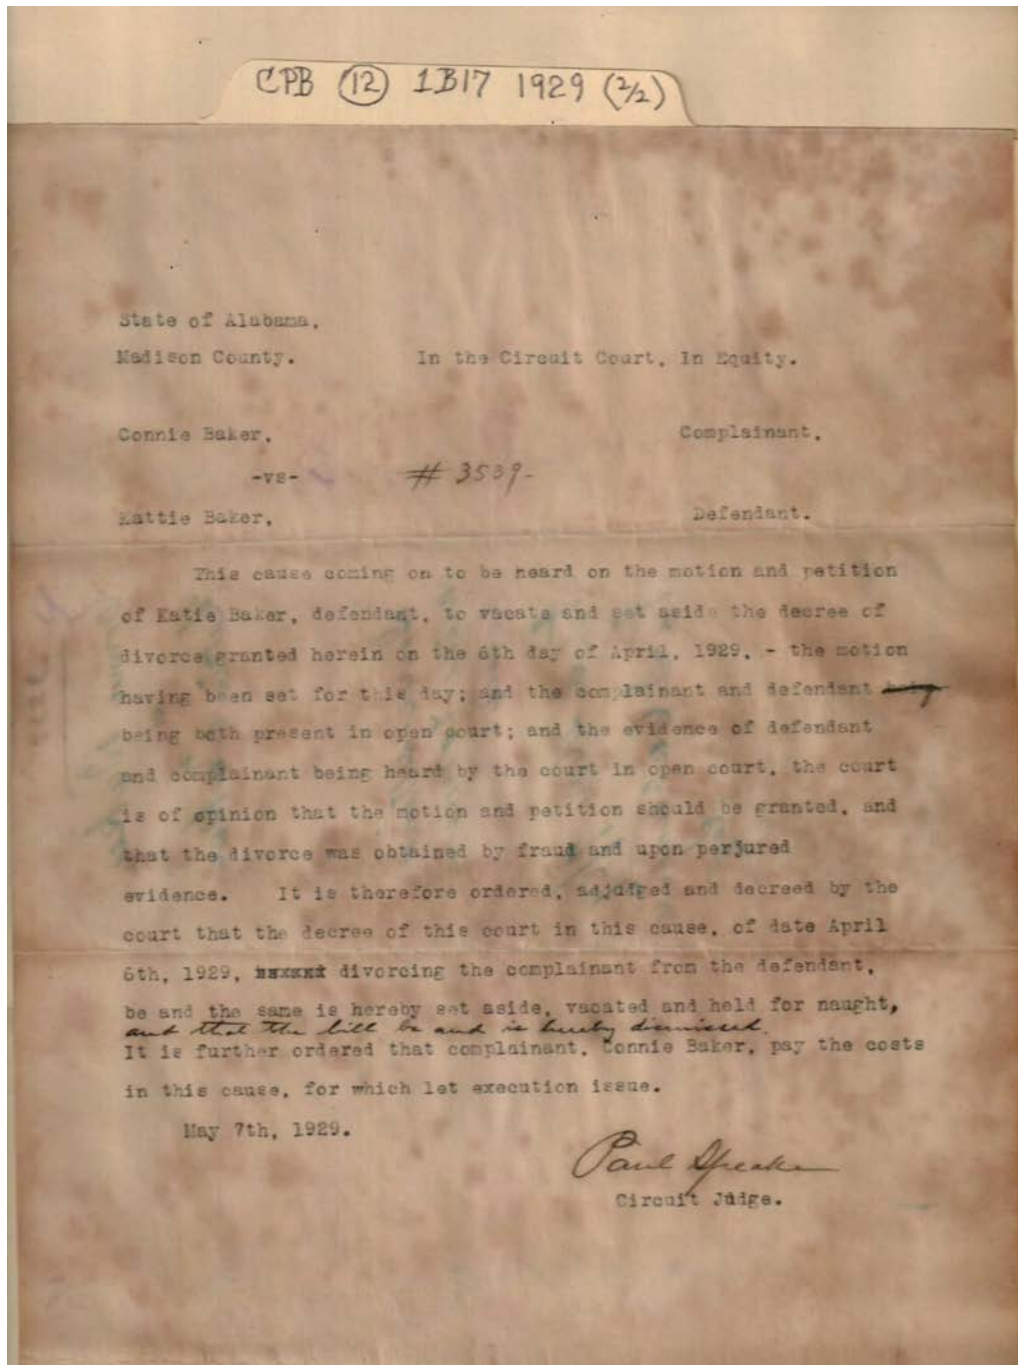 CPB 12 1B17 1929 (2/2)
State of Alabama,
Madison County. In the Circuit Court, In Equity.
Connie Baker, Complainant,
-vs- # 3539-
Kattie Baker, Defendant.
This cause coming on to be heard on the motion and petition
of Katie Baker, defendant, to vacate and set aside the decree of
divorce granted herein on the 6th day of April, 1929, - the motion
having been set for this day; and the complainant and defendant being
being both present in open court; and the evidence of defendant
and complainant being heard by the court in open court, the court
is of opinion that the motion and petition should be granted, and
that the divorce was obtained by fraud and upon perjured
evidence. It is therefore ordered, adjudged and decreed by the
court that the decree of this court in this cause, of date April
6th, 1929, divorcing the complainant from the defendant,
be and the same is hereby set aside, vacated and held for naught,
and that the bill be and is hereby dismissed.
It is further ordered that complainant, Connie Baker, pay the costs
in this cause, for which let execution issue.
May 7th, 1929.
Paul Speake
Circuit Judge.